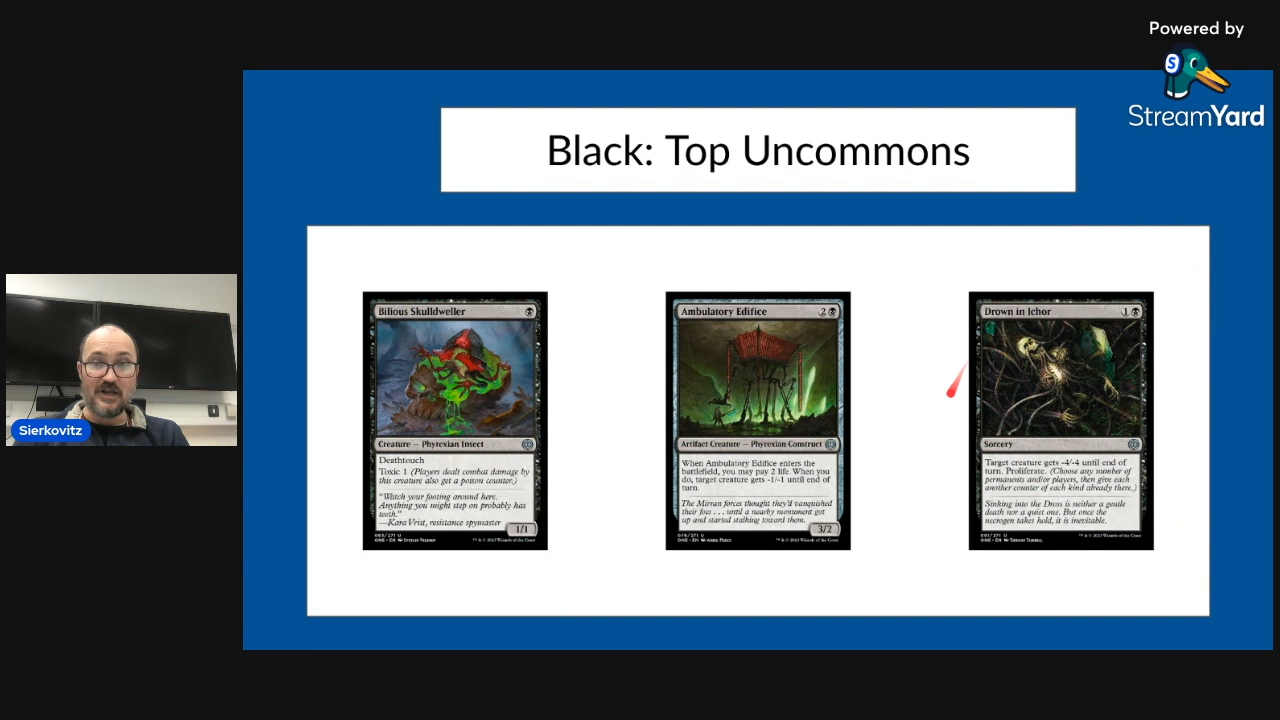 Powered by
StreamYard
Black: Top Uncommons
Bilious Skulldweller
Creature — Phyrexian Insect
Deathtouch
Toxic 1 (Players dealt combat damage by
this creature also get a poison counter.)
"Watch your footing around here.
Anything you might step on probably has
teeth."
—Kara Vrist, resistance spymaster
1/1
Ambulatory Edifice
2
Artifact Creature — Phyrexian Construct
When Ambulatory Edifice enters the
battlefield, you may pay 2 life. When you
do, target creature gets -1/-1 until end of
turn.
The Mirran forces thought they'd vanquished
their foe . . . until a nearby monument got
up and started stalking toward them.
3/2
Drown in Ichor
1
Sorcery
Target creature gets -4/-4 until end of
turn. Proliferate. (Choose any number of
permanents and/or players, then give each
another counter of each kind already there.)
Sinking into the Dross is neither a gentle
death nor a quiet one. But once the
necrogen takes hold, it is inevitable.
Sierkovitz